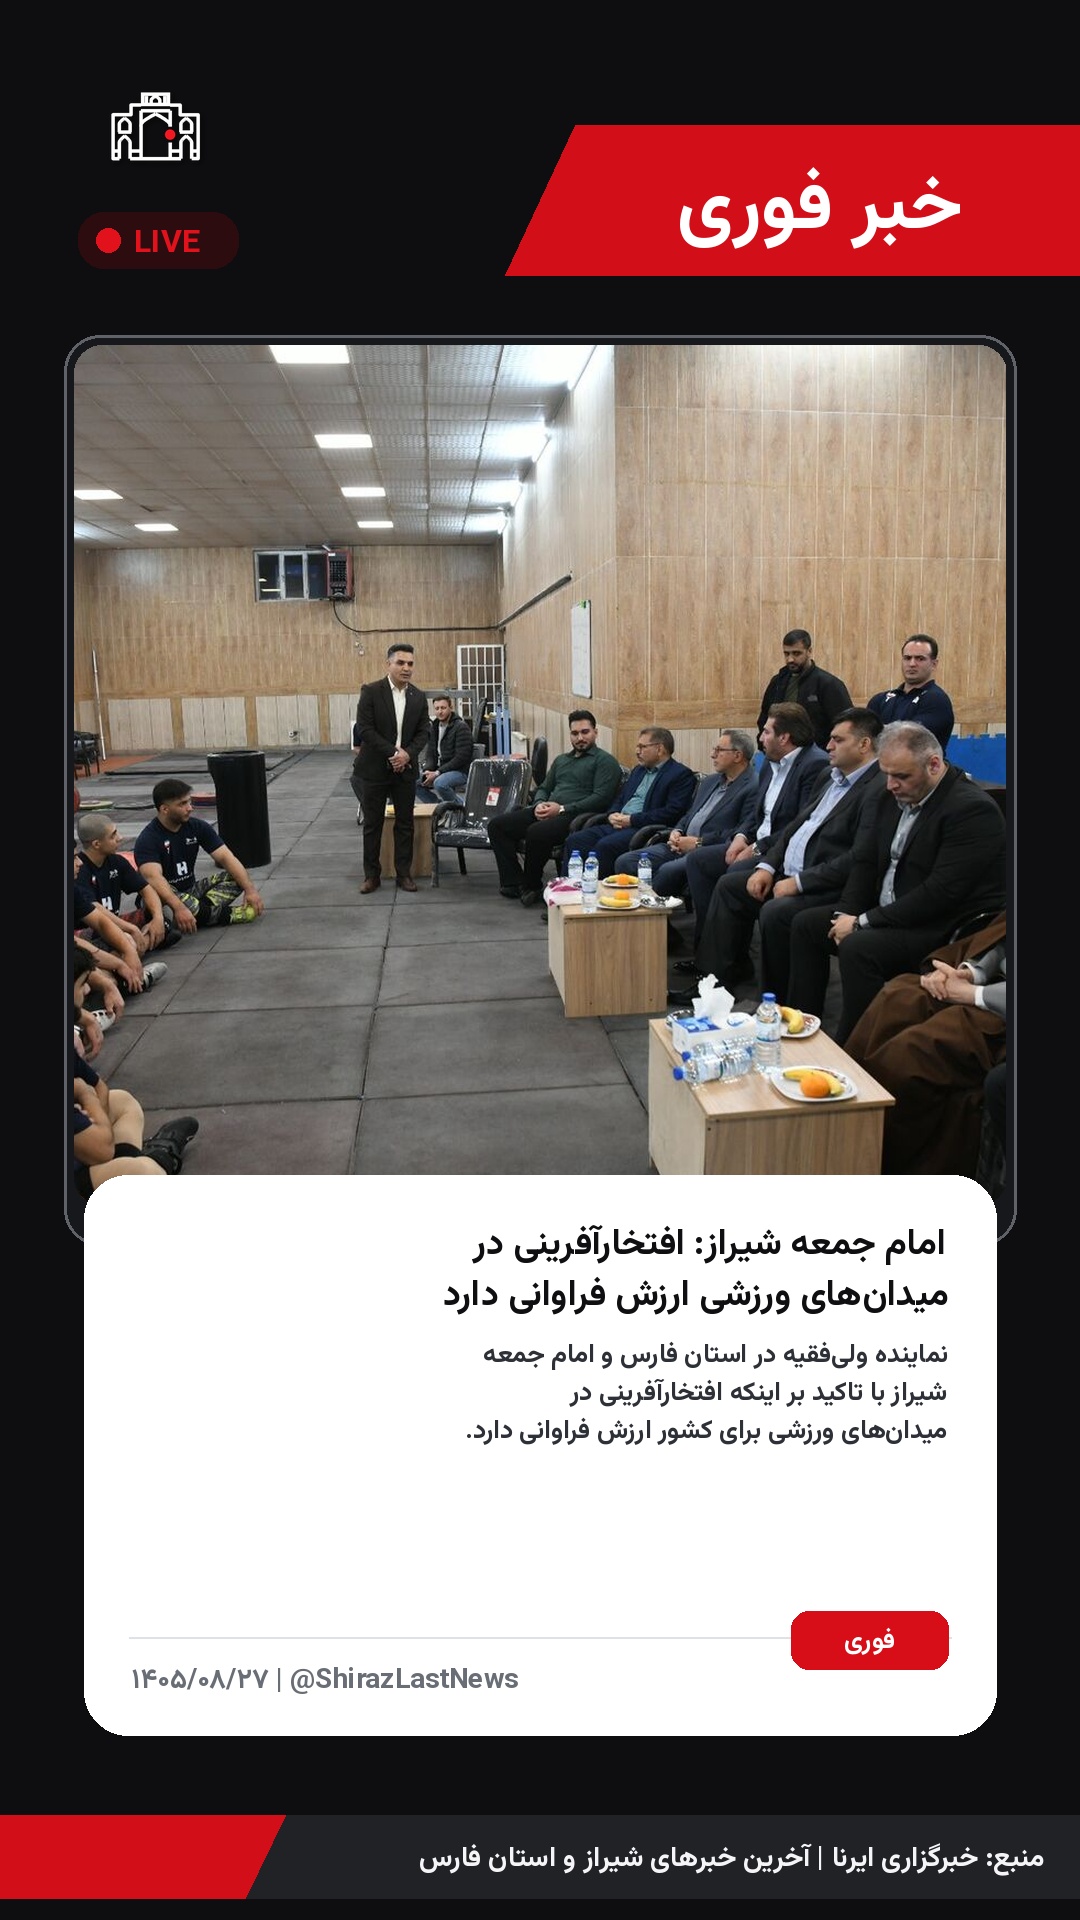 خبر فوری
LIVE
امام جمعه شیراز: افتخارآفرینی در
میدان‌های ورزشی ارزش فراوانی دارد
نماینده ولی‌فقیه در استان فارس و امام جمعه
شیراز با تاکید بر اینکه افتخارآفرینی در
میدان‌های ورزشی برای کشور ارزش فراوانی دارد.
فوری
۱۴۰۵/۰۸/۲۷ | @ShirazLastNews
منبع: خبرگزاری ایرنا | آخرین خبرهای شیراز و استان فارس